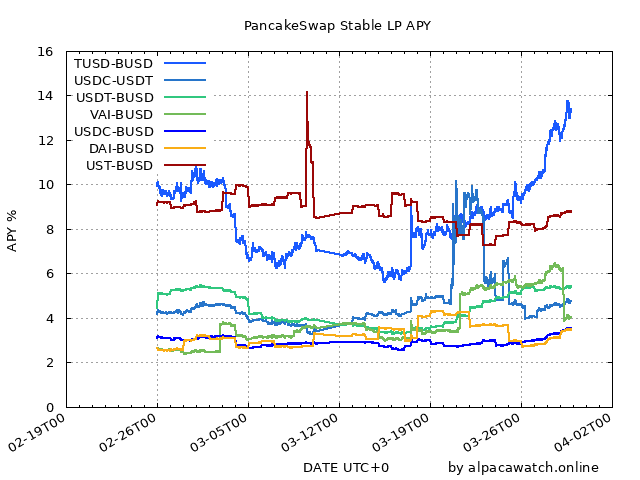 PancakeSwap Stable LP APY
16
14
12
10
8
6
4
2
0
APY %
TUSD-BUSD
USDC-USDT
USDT-BUSD
VAI-BUSD
USDC-BUSD
DAI-BUSD
UST-BUSD
02-19T00
02-26T00
03-05T00
03-12T00
03-19T00
03-26T00
04-02T00
DATE UTC+0
by alpacawatch.online